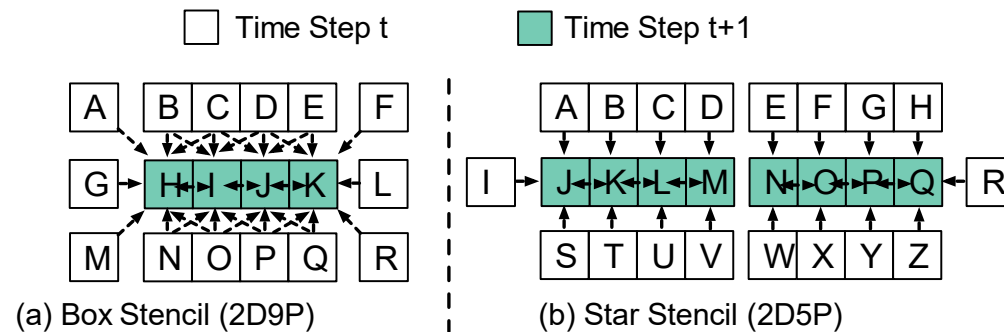 Time Step t Time Step t+1
A B C D E F A B C D E F G H
G H I J K L I J K L M N O P Q R
M N O P Q R S T U V W X Y Z
(a) Box Stencil (2D9P) (b) Star Stencil (2D5P)